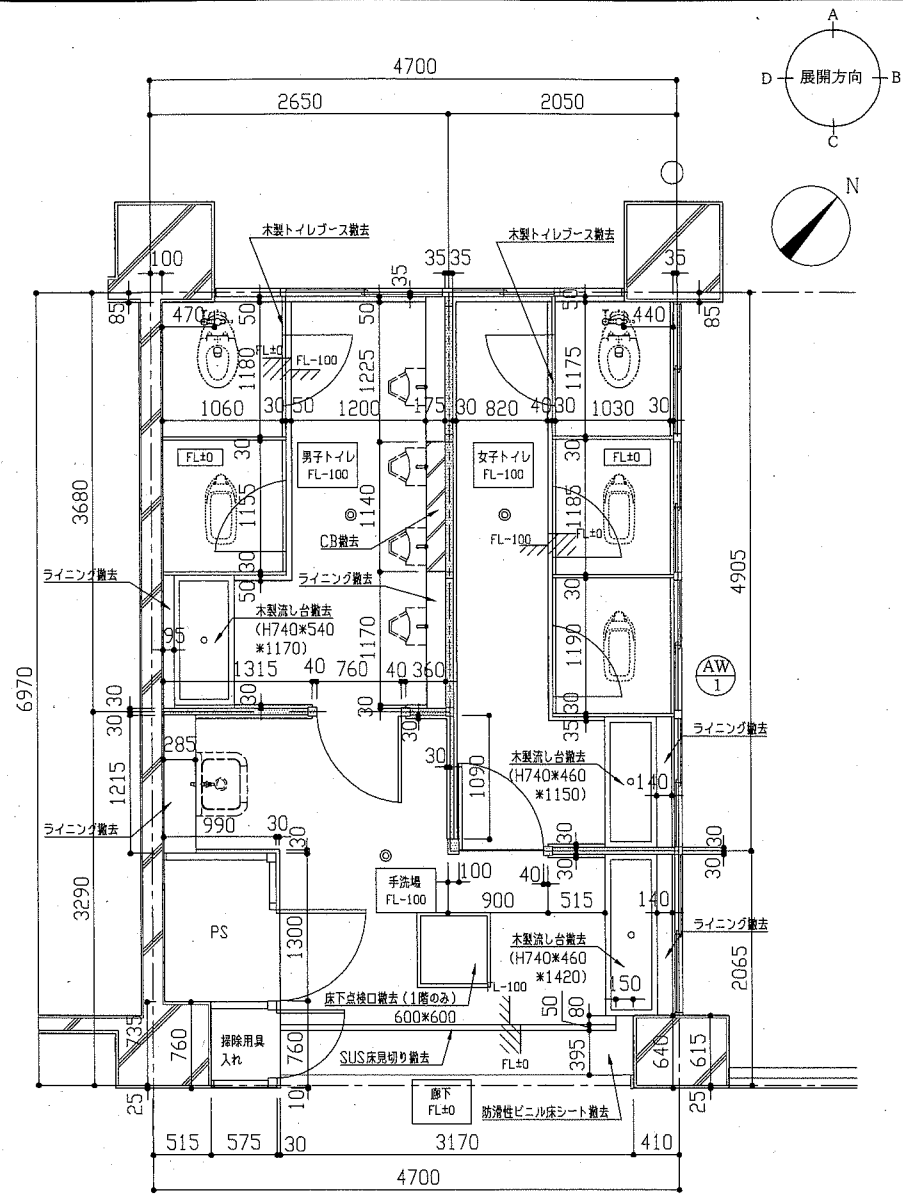 A
D 展開方向 B
C
N
4700
2650
2050
木製トイレブース撤去
木製トイレブース撤去
100
35 35
35
35
85
470
50
50
50
440
85
FL±0
FL-100
1180
1225
1175
1060
30 50
1200
175
30
820
40 30
1030
30
FL±0
30
男子トイレ
FL-100
女子トイレ
FL-100
30
FL±0
3680
1155
1140
1185
CB撤去
FL-100
FL±0
ライニング撤去
30
50
ライニング撤去
30
4905
木製流し台撤去
(H740*540
*1170)
95
1170
1190
1315
40
760
40
360
AW
1
6970
30
30
30
30
30
30
35
ライニング撤去
285
30
1090
木製流し台撤去
(H740*460
*1150)
140
1215
ライニング撤去
990
30
30
30
30
30
30
手洗場
FL-100
100
40
900
515
140
3290
PS
1300
木製流し台撤去
(H740*460
*1420)
ライニング撤去
150
2065
床下点検口撤去(1階のみ)
600*600
FL-100
50
80
735
760
掃除用具
入れ
760
SUS床見切り撤去
FL±0
395
640
615
25
10
廊下
FL±0
防滑性ビニル床シート撤去
25
515
575
30
3170
410
4700